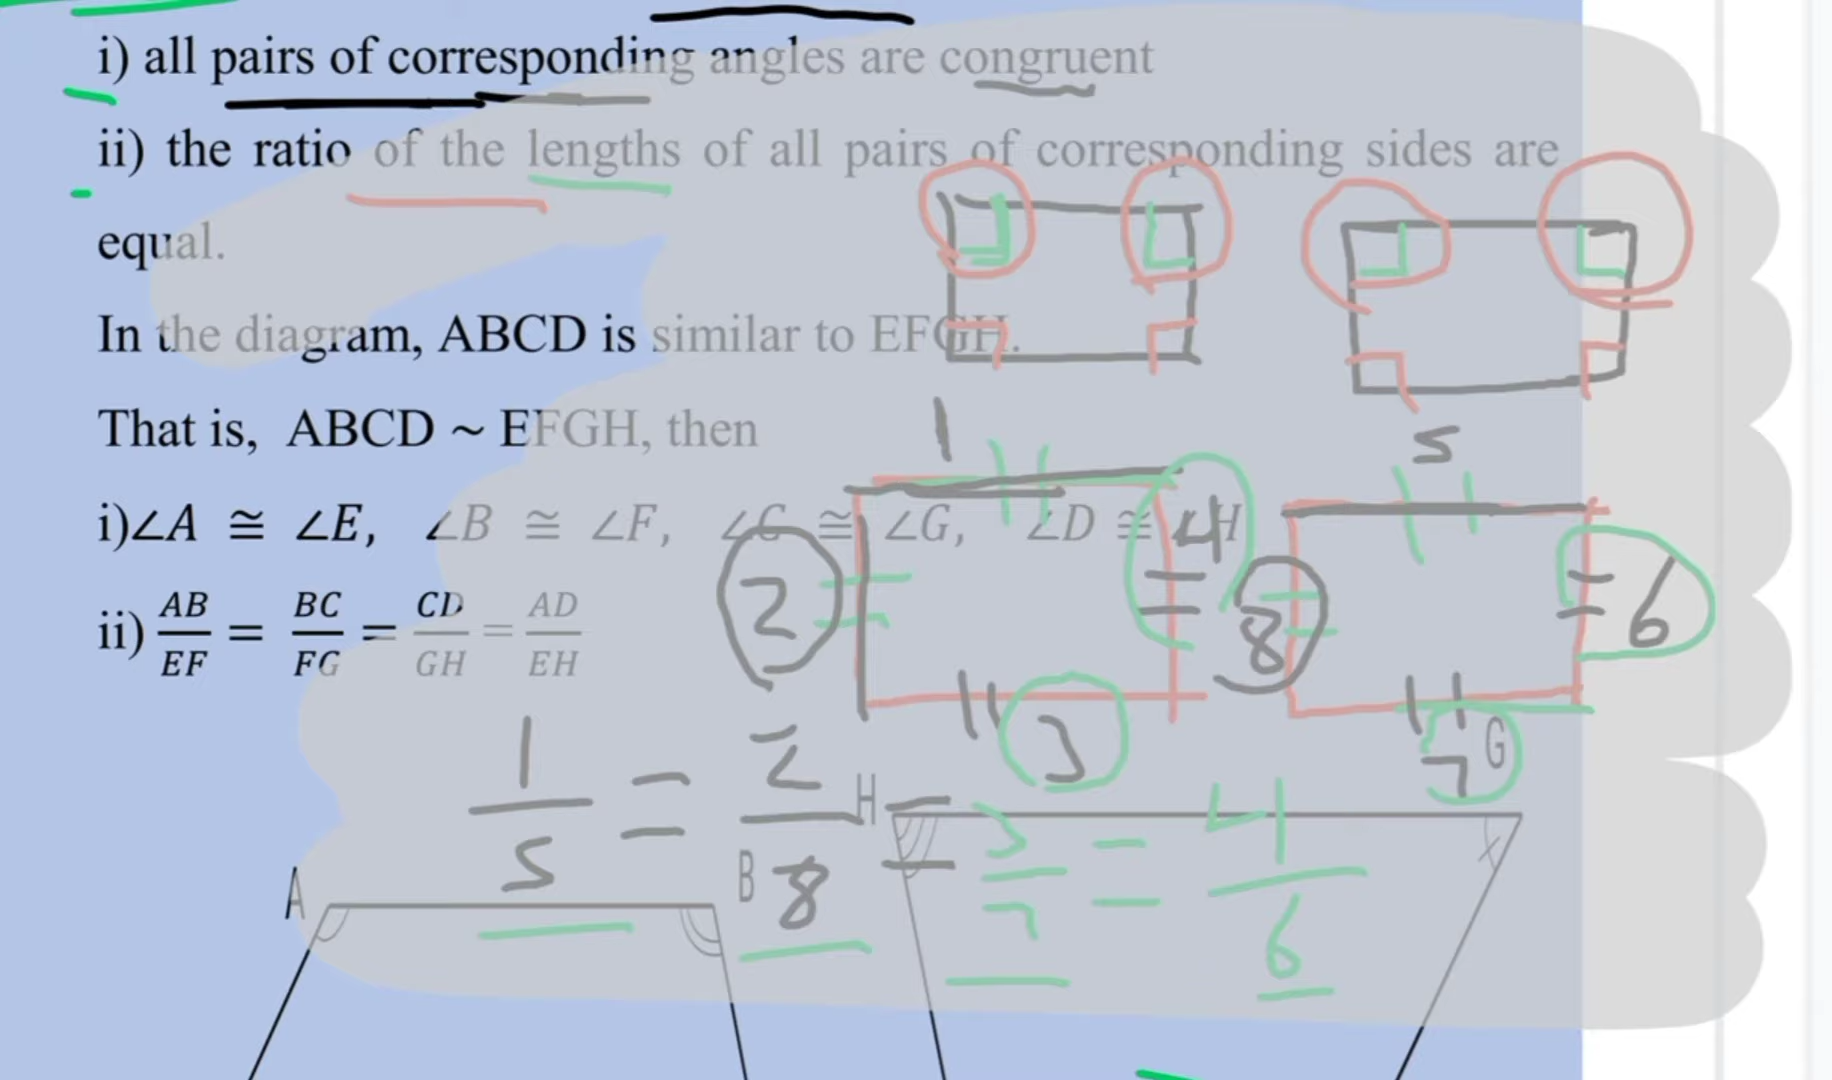 i) all pairs of corresponding angles are congruent
ii) the ratio of the lengths of all pairs of corresponding sides are
equal.
In the diagram, ABCD is similar to EFGH.
That is, ABCD ~ EFGH, then
1 5
i)∠A ≅ ∠E, ∠B ≅ ∠F, ∠C ≅ ∠G, ∠D ≅ ∠H
4
2 8 6
ii) AB/EF = BC/FG = CD/GH = AD/EH
3 7 G
1/5 = 2/8 = 3/7 = 4/6
H
A B